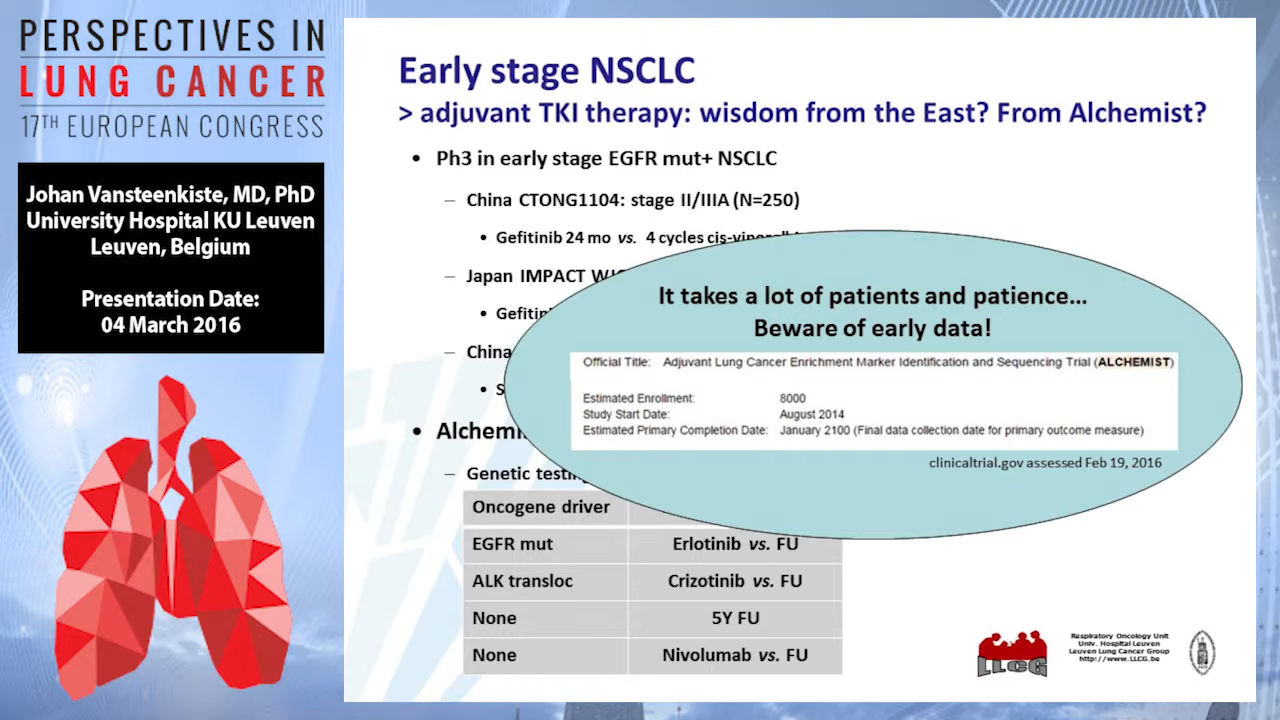 PERSPECTIVES IN
LUNG CANCER
17TH EUROPEAN CONGRESS
Johan Vansteenkiste, MD, PhD
University Hospital KU Leuven
Leuven, Belgium
Presentation Date:
04 March 2016
Early stage NSCLC
> adjuvant TKI therapy: wisdom from the East? From Alchemist?
• Ph3 in early stage EGFR mut+ NSCLC
– China CTONG1104: stage II/IIIA (N=250)
• Gefitinib 24 mo vs. 4 cycles
– Japan IMPACT
–  China
It takes a lot of patients and patience…
Beware of early data!
Official Title: Adjuvant Lung Cancer Enrichment Marker Identification and Sequencing Trial (ALCHEMIST)
Estimated Enrollment: 8000
Study Start Date: August 2014
Estimated Primary Completion Date: January 2100 (Final data collection date for primary outcome measure)
clinicaltrial.gov assessed Feb 19, 2016
– Genetic
Oncogene driver
EGFR mut Erlotinib vs. FU
ALK transloc Crizotinib vs. FU
None 5Y FU
None Nivolumab vs. FU
LLCG
Respiratory Oncology Unit
Univ. Hospital Leuven
Leuven Lung Cancer Group
http://www.LLCG.be